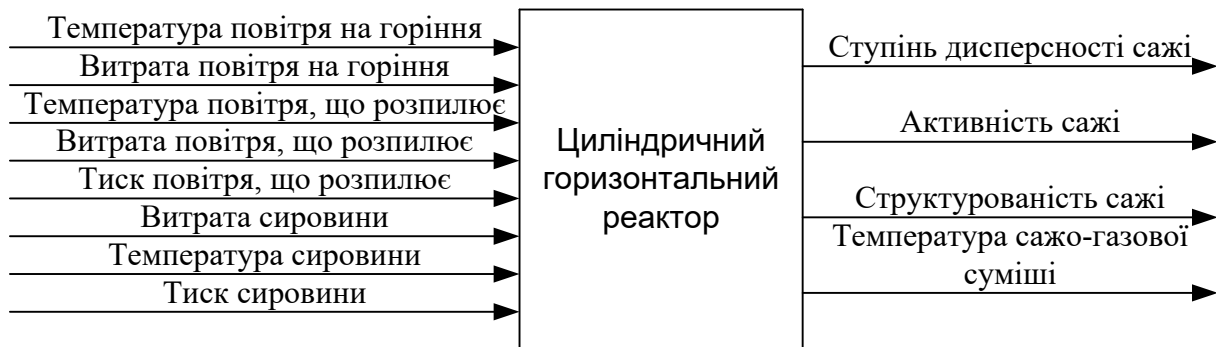 Температура повітря на горіння
Витрата повітря на горіння
Температура повітря, що розпилює
Витрата повітря, що розпилює
Тиск повітря, що розпилює
Витрата сировини
Температура сировини
Тиск сировини
Циліндричний
горизонтальний
реактор
Ступінь дисперсності сажі
Активність сажі
Структурованість сажі
Температура сажо-газової
суміші